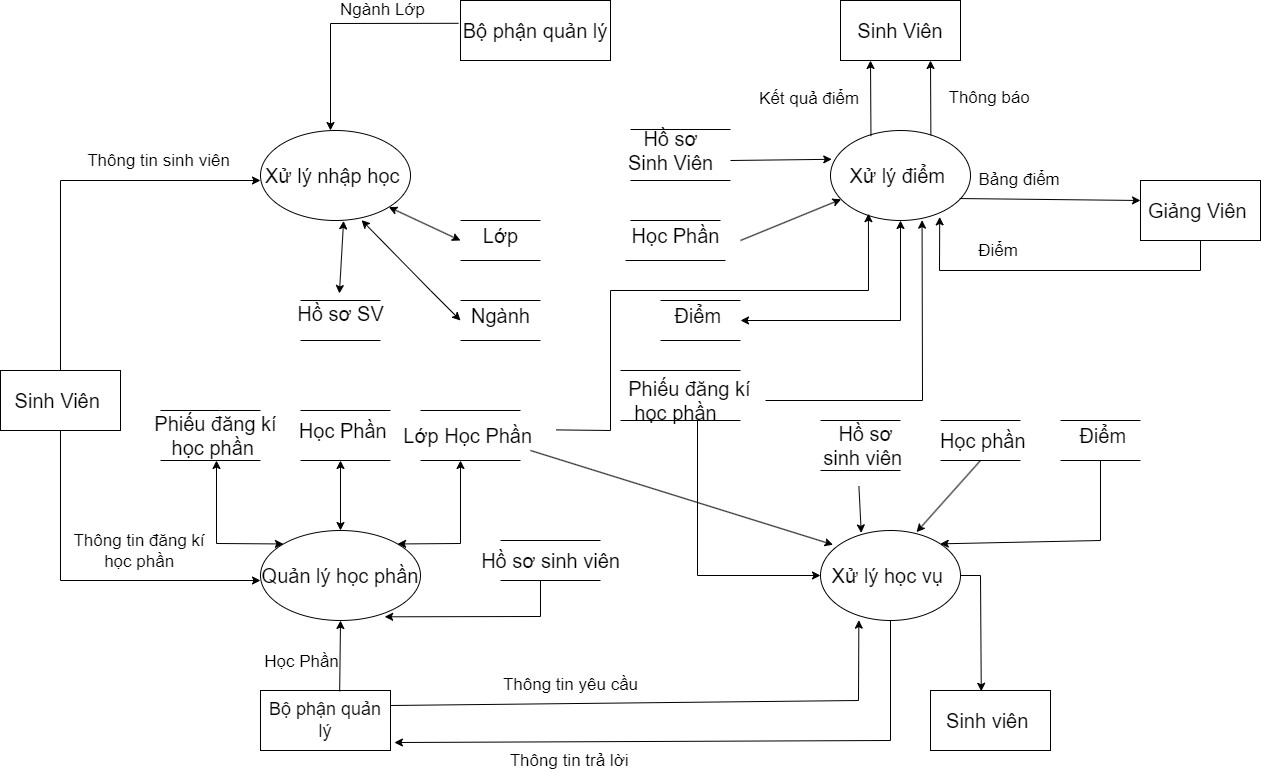 Ngành Lớp
Bộ phận quản lý
Sinh Viên
Kết quả điểm
Thông báo
Hồ sơ
Sinh Viên
Thông tin sinh viên
Xử lý nhập học
Xử lý điểm
Bảng điểm
Giảng Viên
Lớp
Học Phần
Điểm
Hồ sơ SV
Ngành
Điểm
Sinh Viên
Phiếu đăng kí
học phần
Phiếu đăng kí
học phần
Học Phần
Lớp Học Phần
Hồ sơ
sinh viên
Học phần
Điểm
Thông tin đăng kí
học phần
Hồ sơ sinh viên
Quản lý học phần
Xử lý học vụ
Học Phần
Thông tin yêu cầu
Bộ phận quản
lý
Sinh viên
Thông tin trả lời